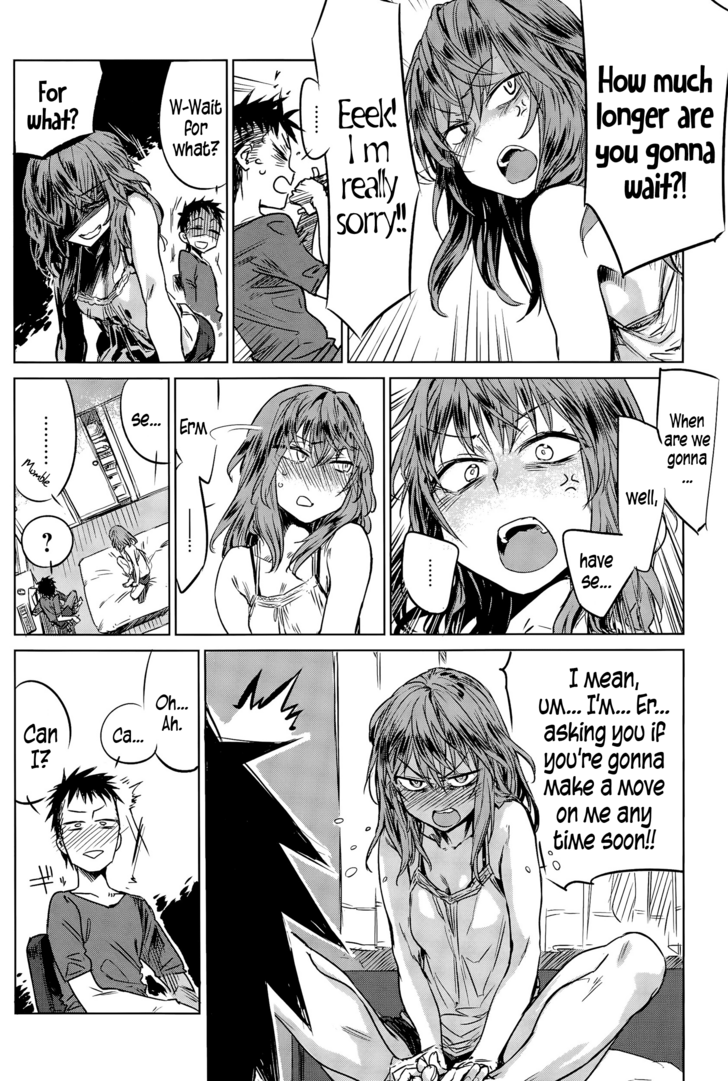 How much
longer are
you gonna
wait?!
Eeek!
I'm
really
sorry!!
......
W-Wait
for
what?
For
what?
When
are we
gonna
...
well,
have
se...
........
Erm
se...
.........
Mumble
?
I mean,
um... I'm... Er...
asking you if
you're gonna
make a move
on me any
time soon!!
Oh...
Ah.
Ca...
Can
I?